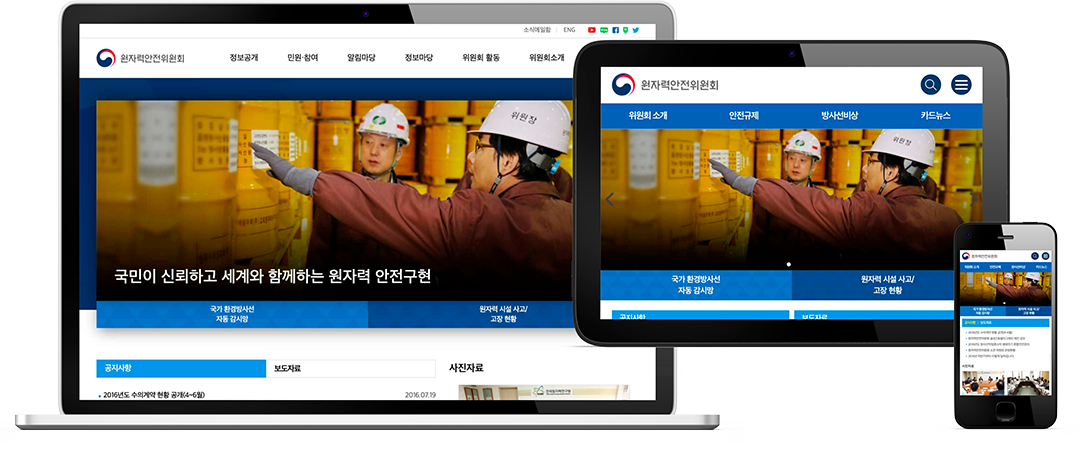 소식메일함 | ENG
원자력안전위원회
정보공개 민원·참여 알림마당 정보마당 위원회 활동 위원회소개
위원장
국민이 신뢰하고 세계와 함께하는 원자력 안전구현
국가 환경방사선
자동 감시망
원자력 시설 사고/
고장 현황
공지사항
보도자료
사진자료
2016년도 수의계약 현황 공개(4~6월) 2016.07.19
원자력안전위원회
위원회 소개 안전규제 방사선비상 카드뉴스
위원장
국가 환경방사선
자동 감시망
원자력 시설 사고/
고장 현황
공지사항
보도자료
원자력안전위원회
위원회 소개 안전규제 방사선비상 카드뉴스
국가 환경방사선
자동 감시망
원자력 시설 사고/
고장 현황
공지사항 보도자료
사진자료